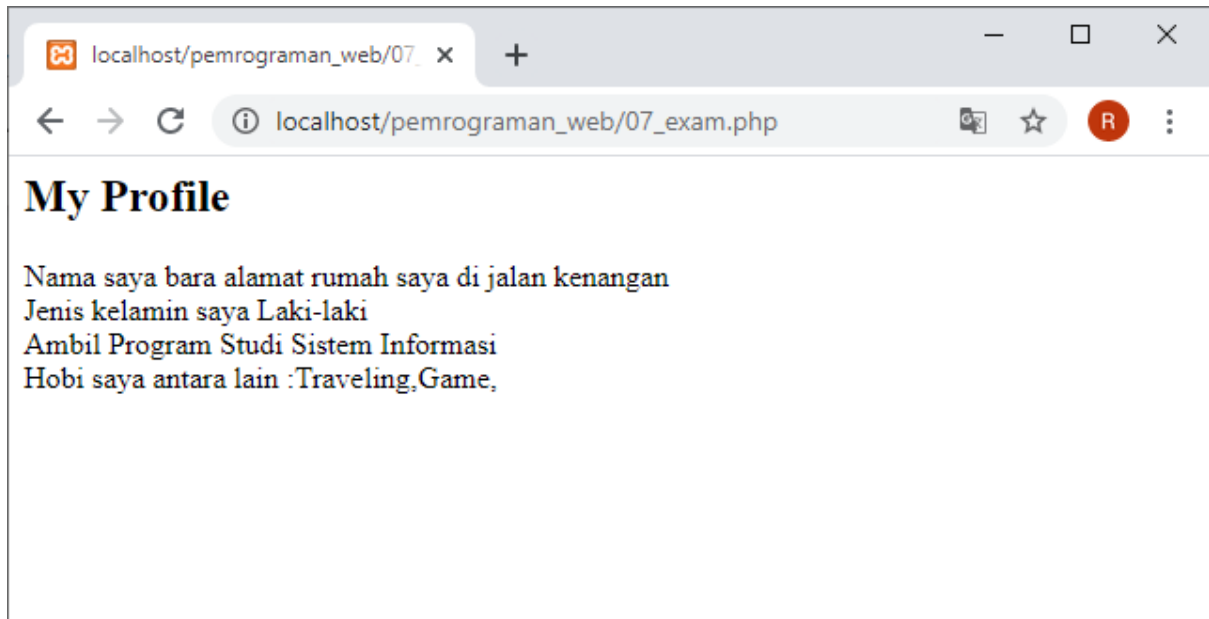 localhost/pemrograman_web/07_
localhost/pemrograman_web/07_exam.php
R
My Profile
Nama saya bara alamat rumah saya di jalan kenangan
Jenis kelamin saya Laki-laki
Ambil Program Studi Sistem Informasi
Hobi saya antara lain :Traveling,Game,